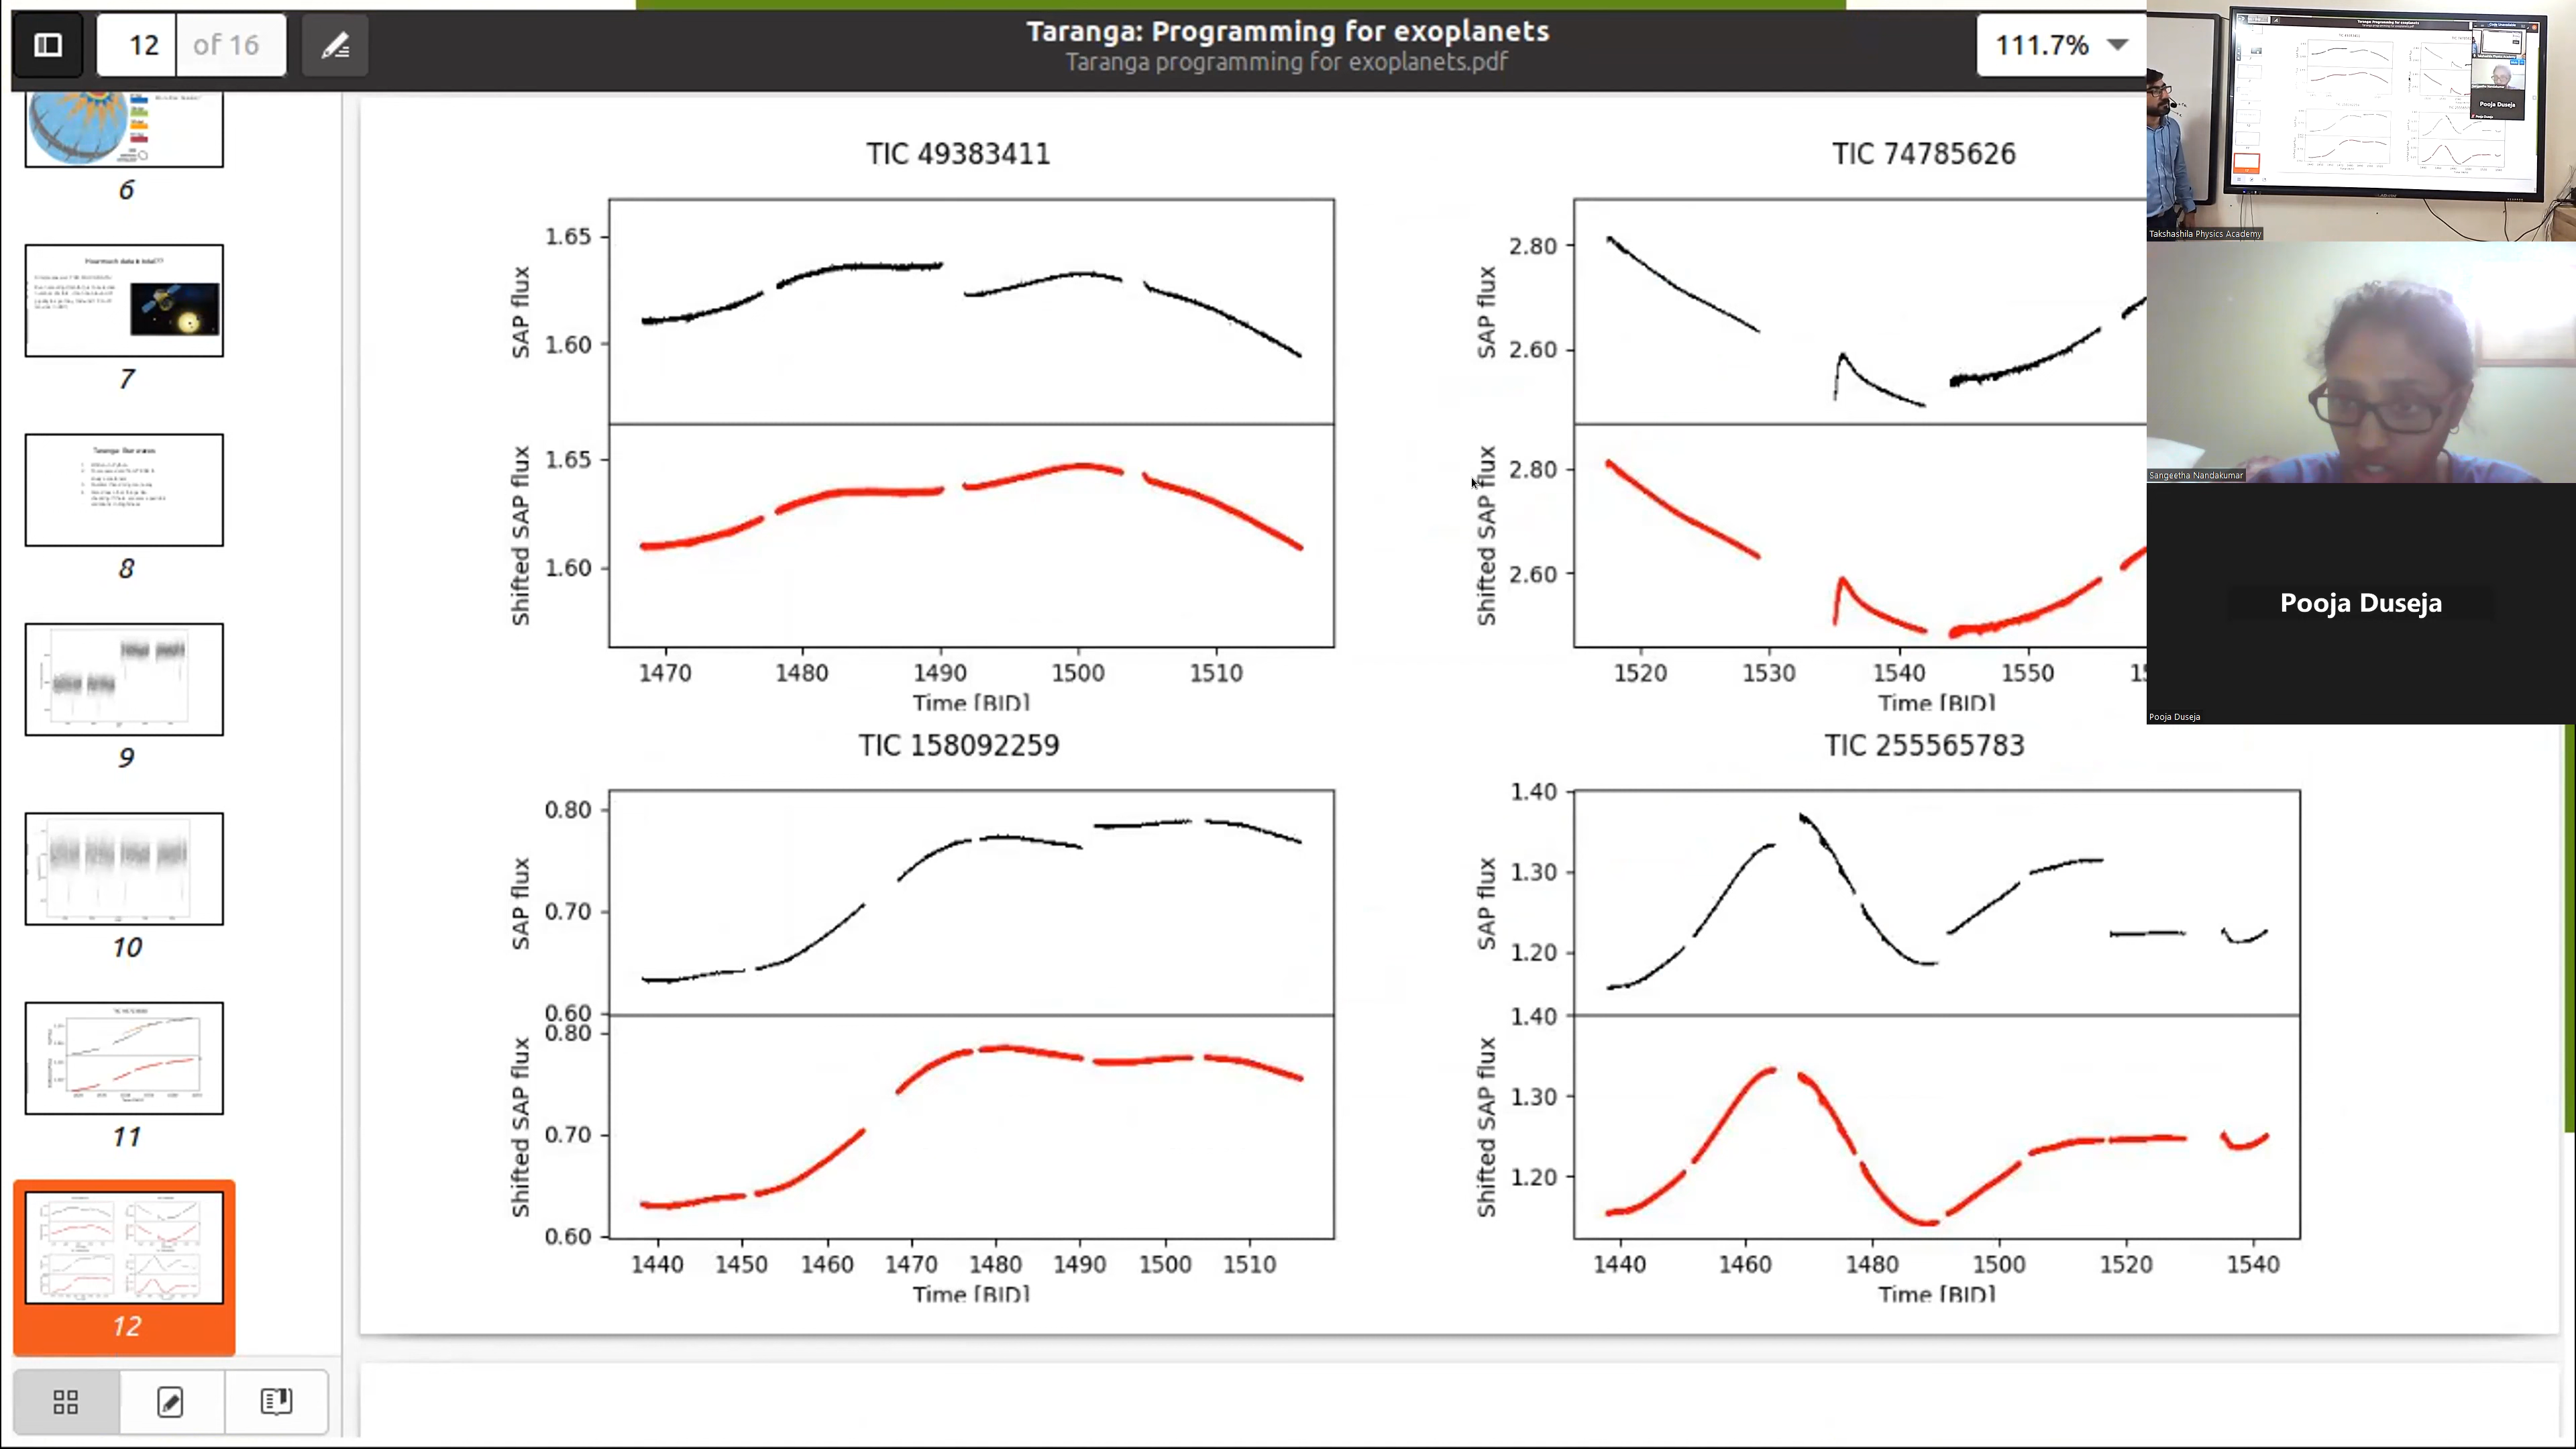 12 of 16
Taranga: Programming for exoplanets
Taranga programming for exoplanets.pdf
111.7%
6
How much data in total??
7
8
9
10
11
12
TIC 49383411
SAP flux
1.65
1.60
Shifted SAP flux
1.65
1.60
1470 1480 1490 1500 1510
Time [BJD]
TIC 74785626
SAP flux
2.80
2.60
Shifted SAP flux
2.80
2.60
1520 1530 1540 1550
Time [BJD]
TIC 158092259
SAP flux
0.80
0.70
0.60
Shifted SAP flux
0.80
0.70
0.60
1440 1450 1460 1470 1480 1490 1500 1510
Time [BJD]
TIC 255565783
SAP flux
1.40
1.30
1.20
Shifted SAP flux
1.40
1.30
1.20
1440 1460 1480 1500 1520 1540
Time [BJD]
Takshashila Physics Academy
Sangeetha Nandakumar
Pooja Duseja
Pooja Duseja